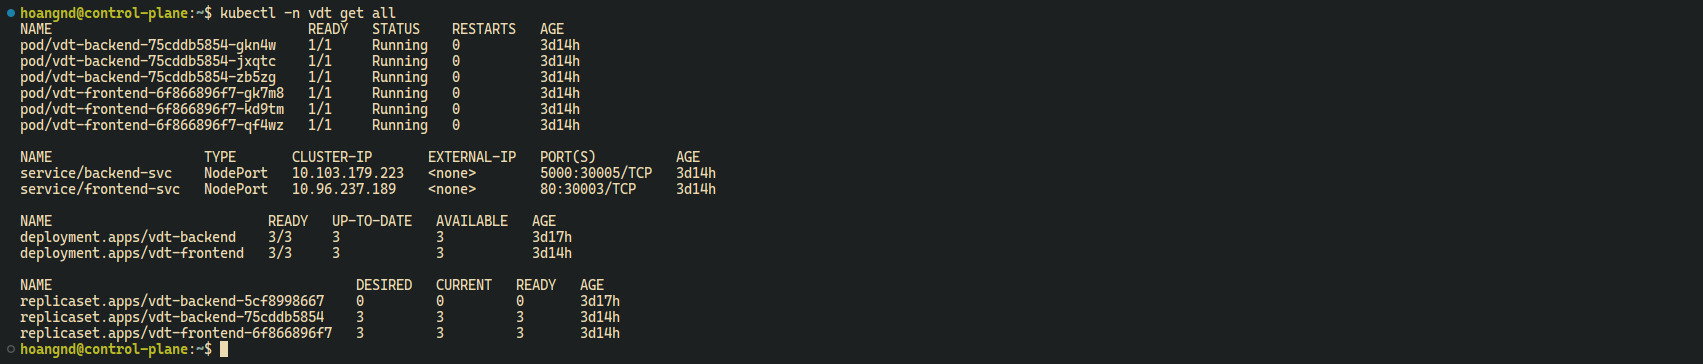 hoangnd@control-plane:~$ kubectl -n vdt get all
NAME                                READY   STATUS    RESTARTS   AGE
pod/vdt-backend-75cddb5854-gkn4w    1/1     Running   0          3d14h
pod/vdt-backend-75cddb5854-jxqtc    1/1     Running   0          3d14h
pod/vdt-backend-75cddb5854-zb5zg    1/1     Running   0          3d14h
pod/vdt-frontend-6f866896f7-gk7m8   1/1     Running   0          3d14h
pod/vdt-frontend-6f866896f7-kd9tm   1/1     Running   0          3d14h
pod/vdt-frontend-6f866896f7-qf4wz   1/1     Running   0          3d14h

NAME                   TYPE       CLUSTER-IP       EXTERNAL-IP   PORT(S)          AGE
service/backend-svc    NodePort   10.103.179.223   <none>        5000:30005/TCP   3d14h
service/frontend-svc   NodePort   10.96.237.189    <none>        80:30003/TCP     3d14h

NAME                           READY   UP-TO-DATE   AVAILABLE   AGE
deployment.apps/vdt-backend    3/3     3            3           3d17h
deployment.apps/vdt-frontend   3/3     3            3           3d14h

NAME                                      DESIRED   CURRENT   READY   AGE
replicaset.apps/vdt-backend-5cf8998667    0         0         0       3d17h
replicaset.apps/vdt-backend-75cddb5854    3         3         3       3d14h
replicaset.apps/vdt-frontend-6f866896f7   3         3         3       3d14h
hoangnd@control-plane:~$